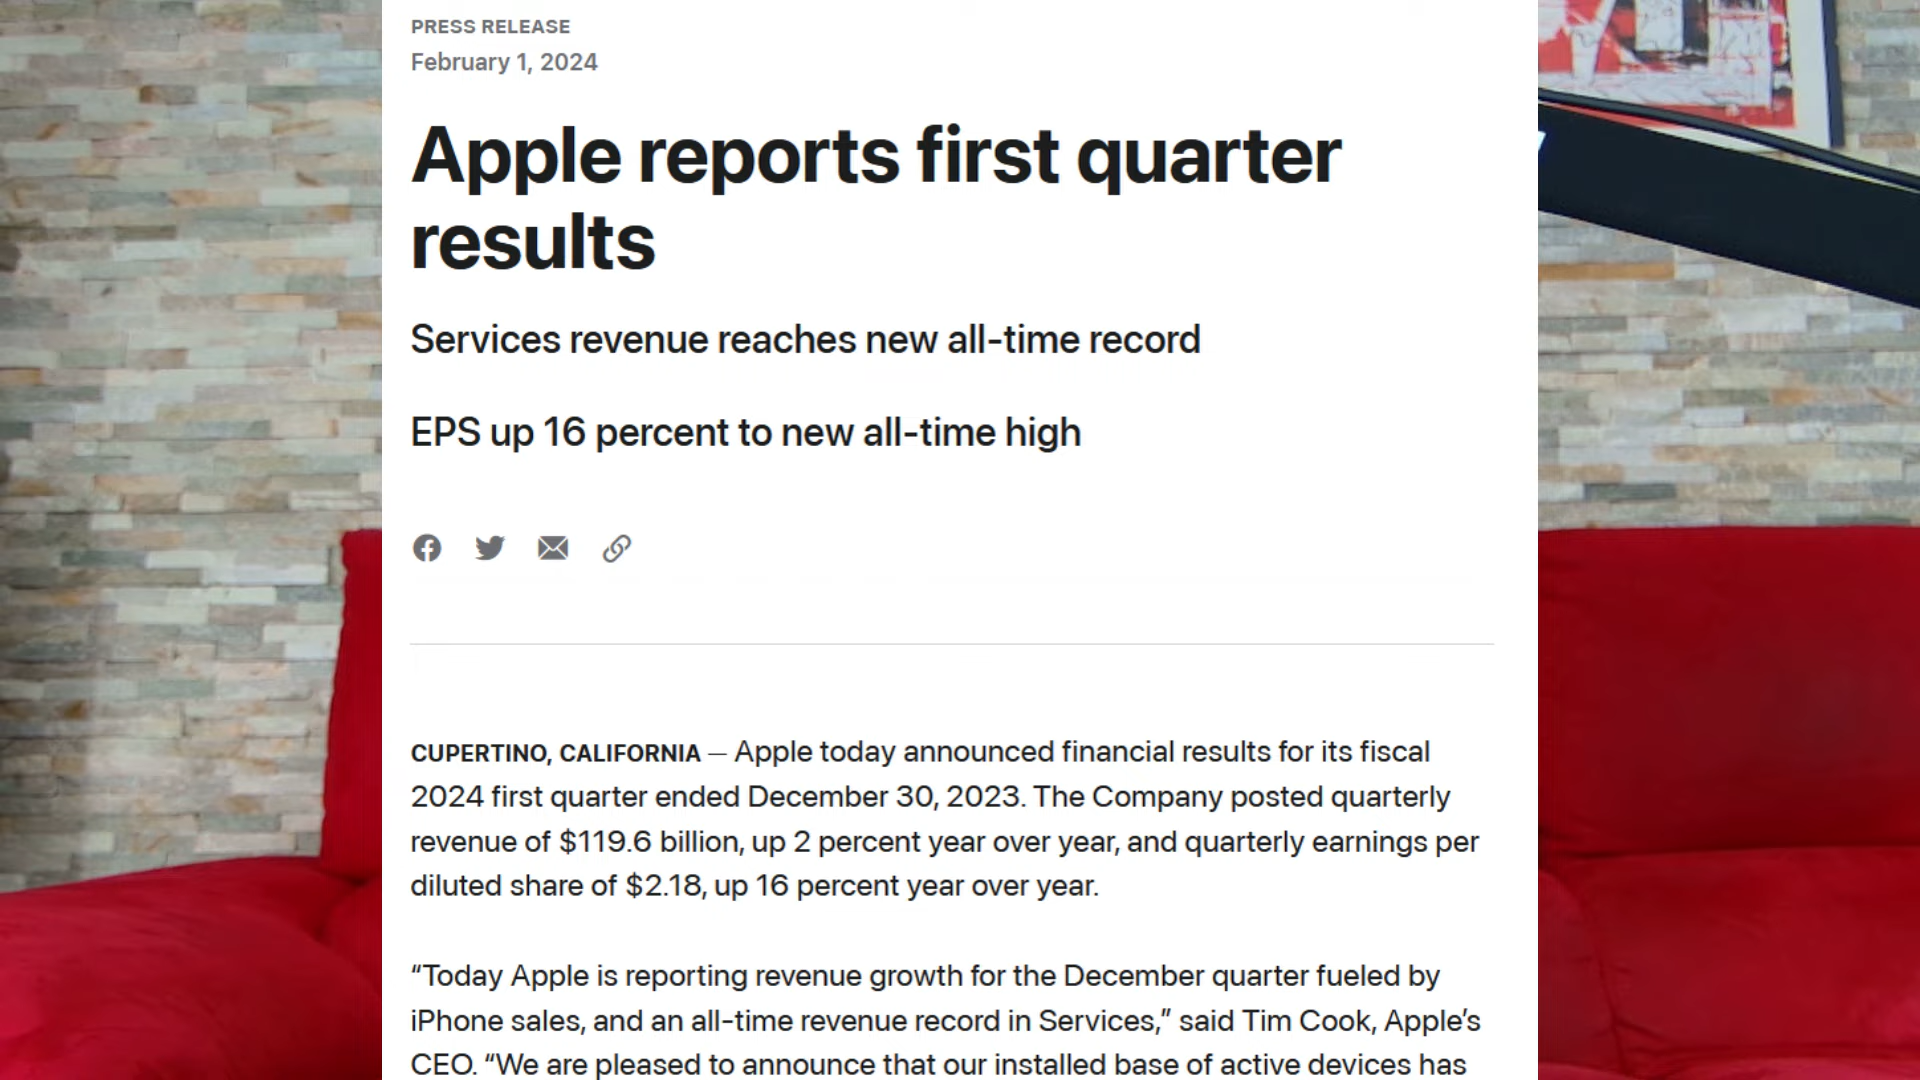 PRESS RELEASE
February 1, 2024
Apple reports first quarter
results
Services revenue reaches new all-time record
EPS up 16 percent to new all-time high
CUPERTINO, CALIFORNIA — Apple today announced financial results for its fiscal
2024 first quarter ended December 30, 2023. The Company posted quarterly
revenue of $119.6 billion, up 2 percent year over year, and quarterly earnings per
diluted share of $2.18, up 16 percent year over year.
“Today Apple is reporting revenue growth for the December quarter fueled by
iPhone sales, and an all-time revenue record in Services,” said Tim Cook, Apple’s
CEO. “We are pleased to announce that our installed base of active devices has